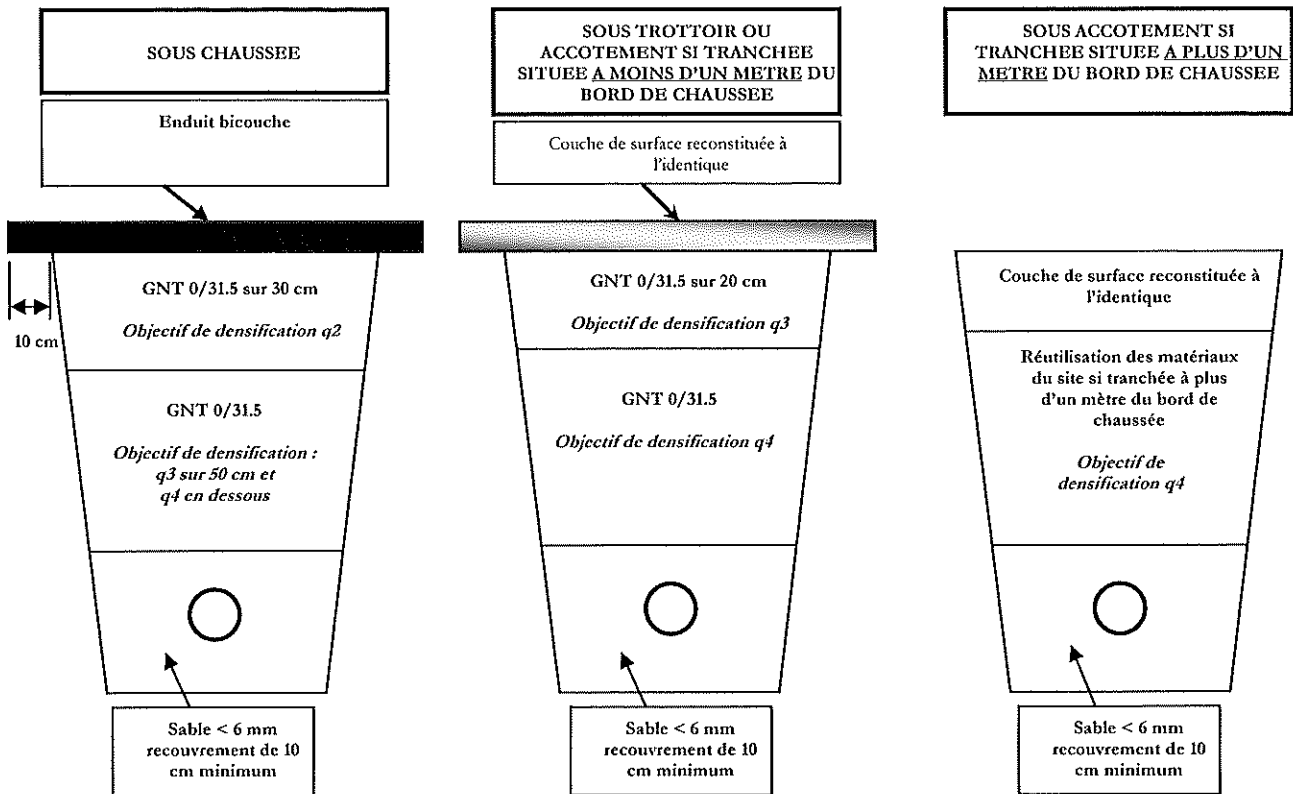 SOUS CHAUSSEE
Enduit bicouche
10 cm
GNT 0/31.5 sur 30 cm
Objectif de densification q2
GNT 0/31.5
Objectif de densification :
q3 sur 50 cm et
q4 en dessous
Sable < 6 mm
recouvrement de 10
cm minimum
SOUS TROTTOIR OU
ACCOTEMENT SI TRANCHEE
SITUEE A MOINS D'UN METRE DU
BORD DE CHAUSSEE
Couche de surface reconstituée à
l'identique
GNT 0/31.5 sur 20 cm
Objectif de densification q3
GNT 0/31.5
Objectif de densification q4
Sable < 6 mm
recouvrement de 10
cm minimum
SOUS ACCOTEMENT SI
TRANCHEE SITUEE A PLUS D'UN
METRE DU BORD DE CHAUSSEE
Couche de surface reconstituée à
l'identique
Réutilisation des matériaux
du site si tranchée à plus
d'un mètre du bord de
chaussée
Objectif de
densification q4
Sable < 6 mm
recouvrement de 10
cm minimum